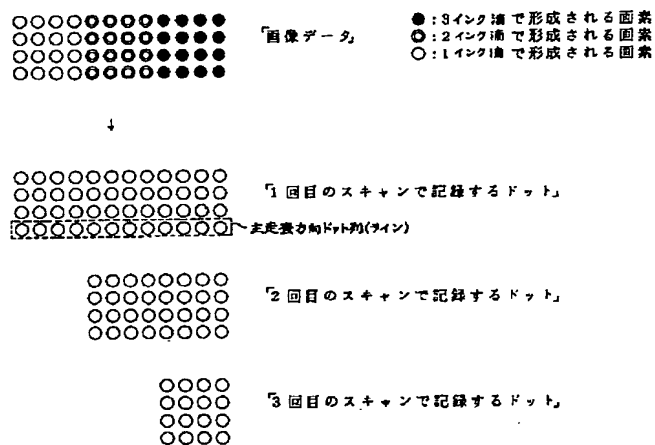 「画像データ」
●:3インク滴で形成される画素
◎:2インク滴で形成される画素
○:1インク滴で形成される画素
↓
「1回目のスキャンで記録するドット」
主走査方向ドット列(ライン)
「2回目のスキャンで記録するドット」
「3回目のスキャンで記録するドット」